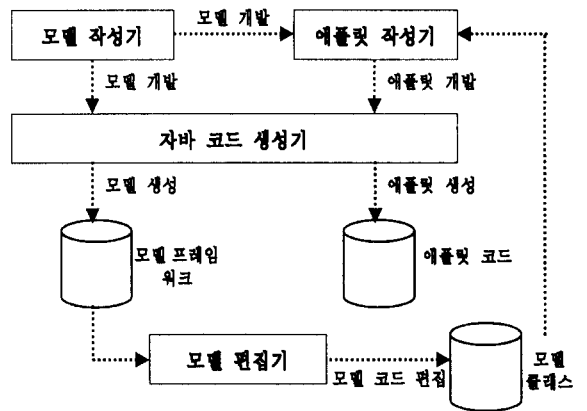 모델 개발
모델 작성기
애플릿 작성기
모델 개발
애플릿 개발
자바 코드 생성기
모델 생성
애플릿 생성
모델 프레임
워크
애플릿 코드
모델 편집기
모델 코드 편집
모델
클래스